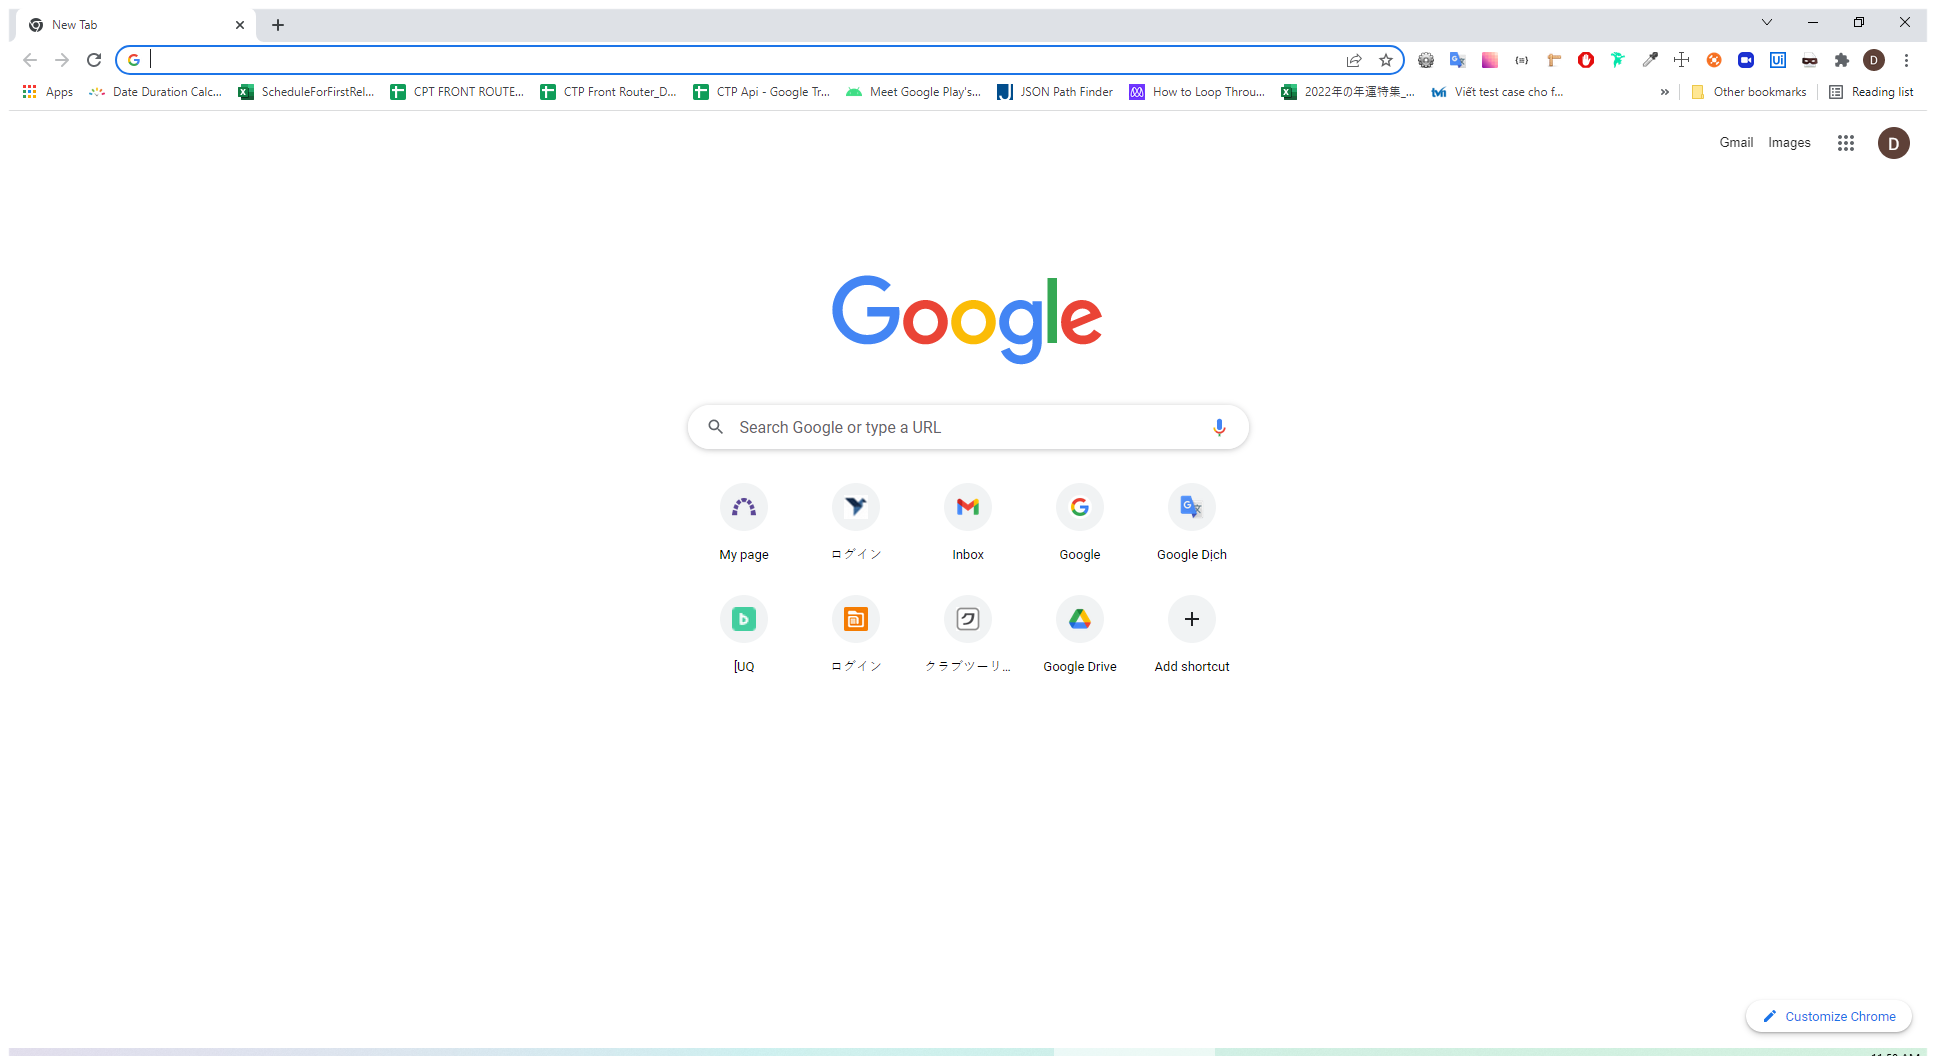 New Tab
Apps Date Duration Calc... ScheduleForFirstRel... CPT FRONT ROUTE... CTP Front Router_D... CTP Api - Google Tr... Meet Google Play's... JSON Path Finder How to Loop Throu... 2022年の年運特集_... Viết test case cho f... » Other bookmarks Reading list
Gmail Images D
Google
Search Google or type a URL
My page ログイン Inbox Google Google Dịch
[UQ ログイン クラブツーリ... Google Drive Add shortcut
Customize Chrome